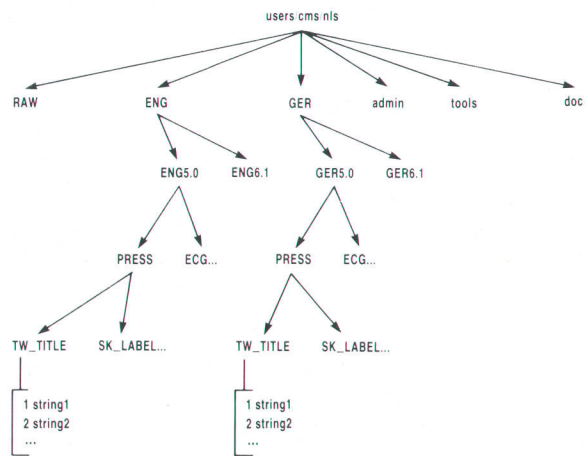 users cms nls
RAW ENG GER admin tools doc
ENG5.0 ENG6.1 GER5.0 GER6.1
PRESS ECG... PRESS ECG...
TW_TITLE SK_LABEL... TW_TITLE SK_LABEL...
1 string1 1 string1
2 string2 2 string2
... ...